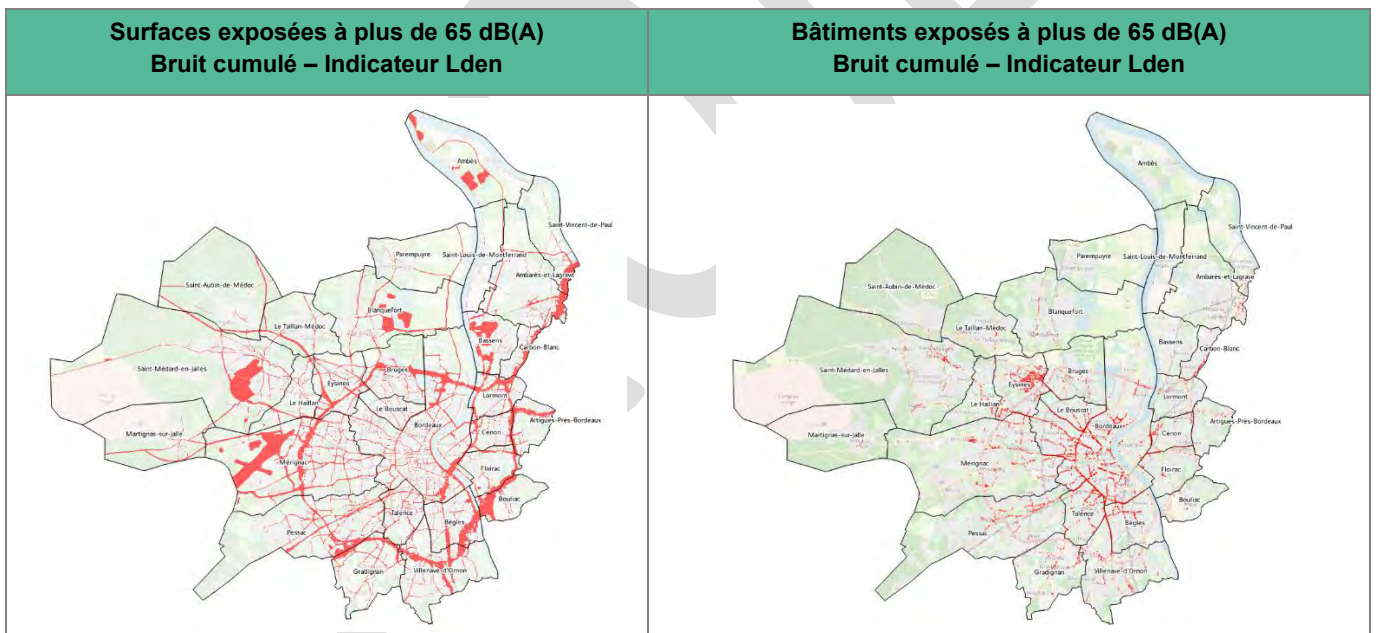 Surfaces exposées à plus de 65 dB(A)
Bruit cumulé – Indicateur Lden
Bâtiments exposés à plus de 65 dB(A)
Bruit cumulé – Indicateur Lden
Ambès
Saint-Vincent-de-Paul
Parempuyre
Saint-Louis-de-Montferrand
Ambarès-et-Lagrave
Saint-Aubin-de-Médoc
Blanquefort
Le Taillan-Médoc
Bassens
Carbon-Blanc
Saint-Médard-en-Jalles
Eysines
Bruges
Le Haillan
Lormont
Le Bouscat
Artigues-Près-Bordeaux
Bordeaux
Martignas-sur-Jalle
Cenon
Mérignac
Floirac
Bouliac
Talence
Bègles
Pessac
Gradignan
Villenave-d'Ornon
Ambès
Saint-Vincent-de-Paul
Parempuyre
Saint-Louis-de-Montferrand
Ambarès-et-Lagrave
Saint-Aubin-de-Médoc
Blanquefort
Le Taillan-Médoc
Bassens
Carbon-Blanc
Saint-Médard-en-Jalles
Eysines
Bruges
Le Haillan
Lormont
Le Bouscat
Artigues-Près-Bordeaux
Bordeaux
Martignas-sur-Jalle
Cenon
Mérignac
Floirac
Bouliac
Talence
Bègles
Pessac
Gradignan
Villenave-d'Ornon